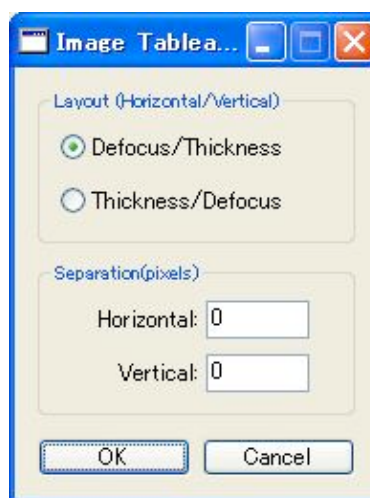 Image Tablea...
Layout (Horizontal/Vertical)
Defocus/Thickness
Thickness/Defocus
Separation(pixels)
Horizontal: 0
Vertical: 0
OK Cancel